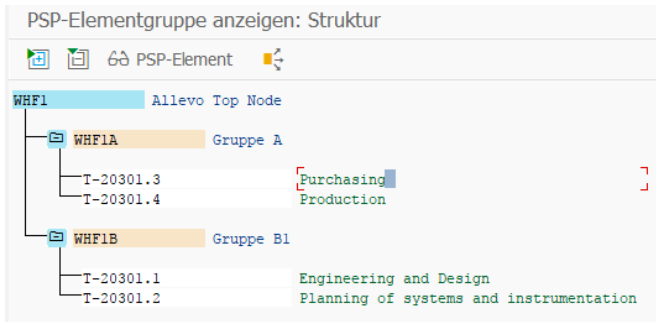 PSP-Elementgruppe anzeigen: Struktur
PSP-Element
WHF1 Allevo Top Node
WHF1A Gruppe A
T-20301.3 Purchasing
T-20301.4 Production
WHF1B Gruppe B1
T-20301.1 Engineering and Design
T-20301.2 Planning of systems and instrumentation